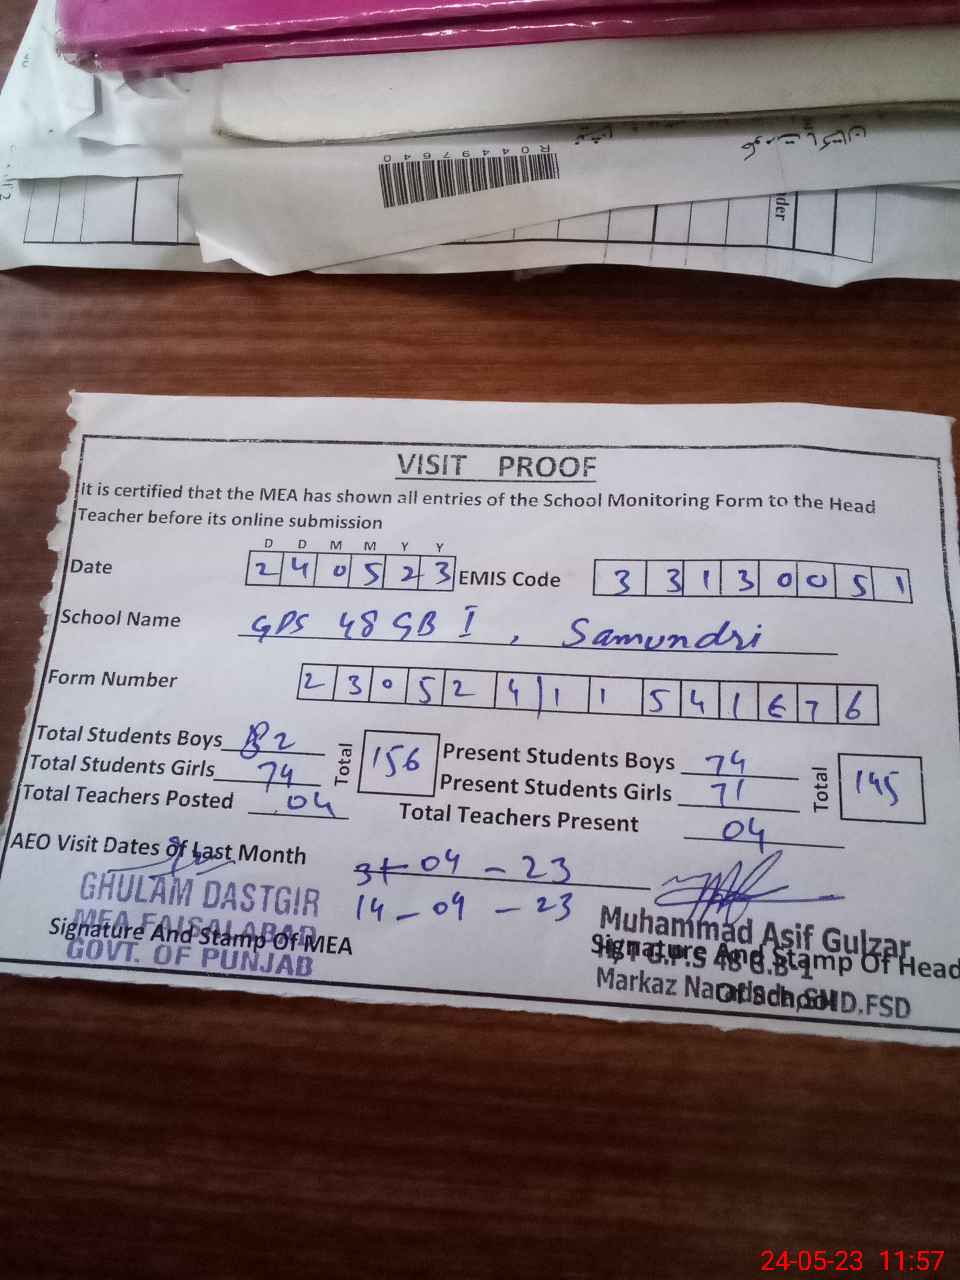 R0449760
حکومت پاکستان
nder
VISIT PROOF
It is certified that the MEA has shown all entries of the School Monitoring Form to the Head
Teacher before its online submission
D D M M Y Y
Date 2 4 0 5 2 3 EMIS Code 3 3 1 3 0 0 5 1
School Name GPS 48 GB I, Samundri
Form Number 2 3 0 5 2 4 1 1 5 4 1 6 7 6
Total Students Boys 82 Total 156 Present Students Boys 74 Total 145
Total Students Girls 74 Present Students Girls 71
Total Teachers Posted 04 Total Teachers Present 04
AEO Visit Dates of Last Month 04 - 23
14 - 04 - 23
GHULAM DASTGIR
MEA FAISALABAD
GOVT. OF PUNJAB
Signature And Stamp Of MEA
Muhammad Asif Gulzar
H/T G.P.S 48 G.B-1
Signature And Stamp Of Head
Of School
Markaz SMD.FSD
24-05-23 11:57